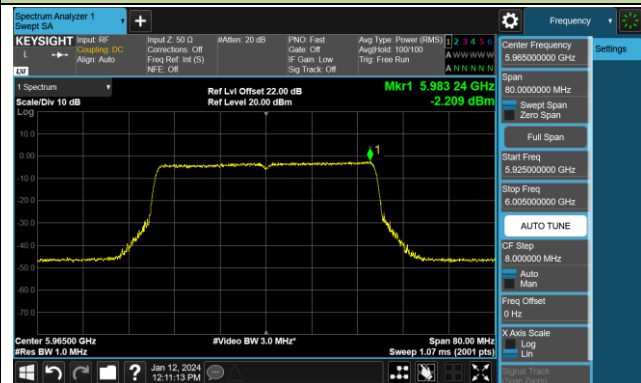 Spectrum Analyzer 1
Swept SA
+
Frequency
KEYSIGHT
L
LXI
Input: RF
Coupling: DC
Align: Auto
Input Z: 50 Ω
Corrections: Off
Freq Ref: Int (S)
NFE: Off
#Atten: 20 dB
PNO: Fast
Gate: Off
IF Gain: Low
Sig Track: Off
Avg Type: Power (RMS)
Avg|Hold: 100/100
Trig: Free Run
1 2 3 4 5 6
A W W W W W
A N N N N N
1 Spectrum
Scale/Div 10 dB
Log
Ref Lvl Offset 22.00 dB
Ref Level 20.00 dBm
Mkr1 5.983 24 GHz
-2.209 dBm
10.0
0.00
-10.0
-20.0
-30.0
-40.0
-50.0
-60.0
-70.0
1
Center 5.96500 GHz
#Res BW 1.0 MHz
#Video BW 3.0 MHz*
Span 80.00 MHz
Sweep 1.07 ms (2001 pts)
Center Frequency
5.965000000 GHz
Settings
Span
80.0000000 MHz
Swept Span
Zero Span
Full Span
Start Freq
5.925000000 GHz
Stop Freq
6.005000000 GHz
AUTO TUNE
CF Step
8.000000 MHz
Auto
Man
Freq Offset
0 Hz
X Axis Scale
Log
Lin
Signal Track
(Span Zoom)
?
Jan 12, 2024
12:11:13 PM